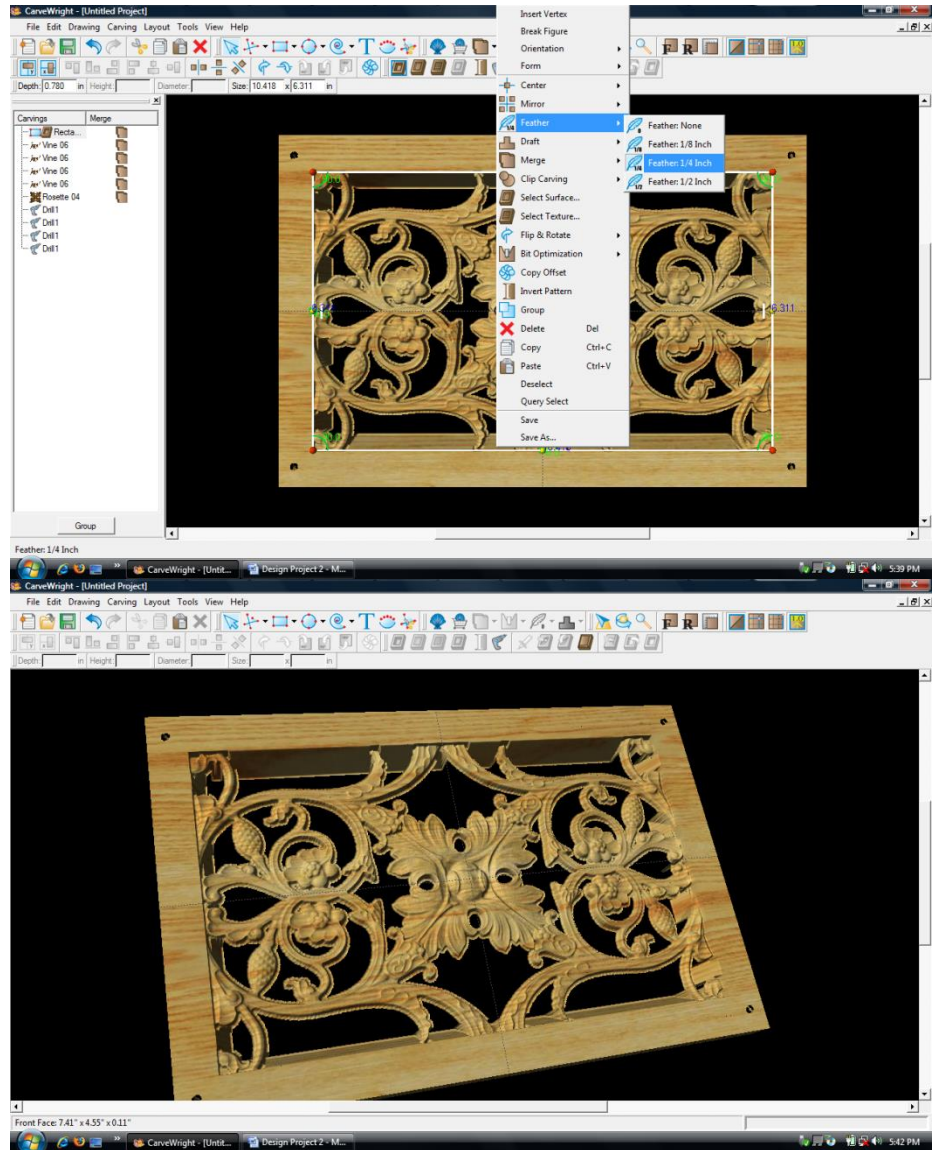 CarveWright - [Untitled Project]
File Edit Drawing Carving Layout Tools View Help
Depth: 0.780 in Height: Diameter: Size: 10.418 x 6.311 in
Carvings Merge
Recta...
Vine 06
Vine 06
Vine 06
Vine 06
Rosette 04
Drill1
Drill1
Drill1
Drill1
Group
Insert Vertex
Break Figure
Orientation
Form
Center
Mirror
Feather
Draft
Merge
Clip Carving
Select Surface...
Select Texture...
Flip & Rotate
Bit Optimization
Copy Offset
Invert Pattern
Group
Delete Del
Copy Ctrl+C
Paste Ctrl+V
Deselect
Query Select
Save
Save As...
Feather: None
Feather: 1/8 Inch
Feather: 1/4 Inch
Feather: 1/2 Inch
6.311
Feather: 1/4 Inch
CarveWright - [Untit... Design Project 2 - M... 5:39 PM
CarveWright - [Untitled Project]
File Edit Drawing Carving Layout Tools View Help
Depth: in Height: Diameter: Size: x in
Front Face: 7.41" x 4.55" x 0.11"
CarveWright - [Untit... Design Project 2 - M... 5:42 PM